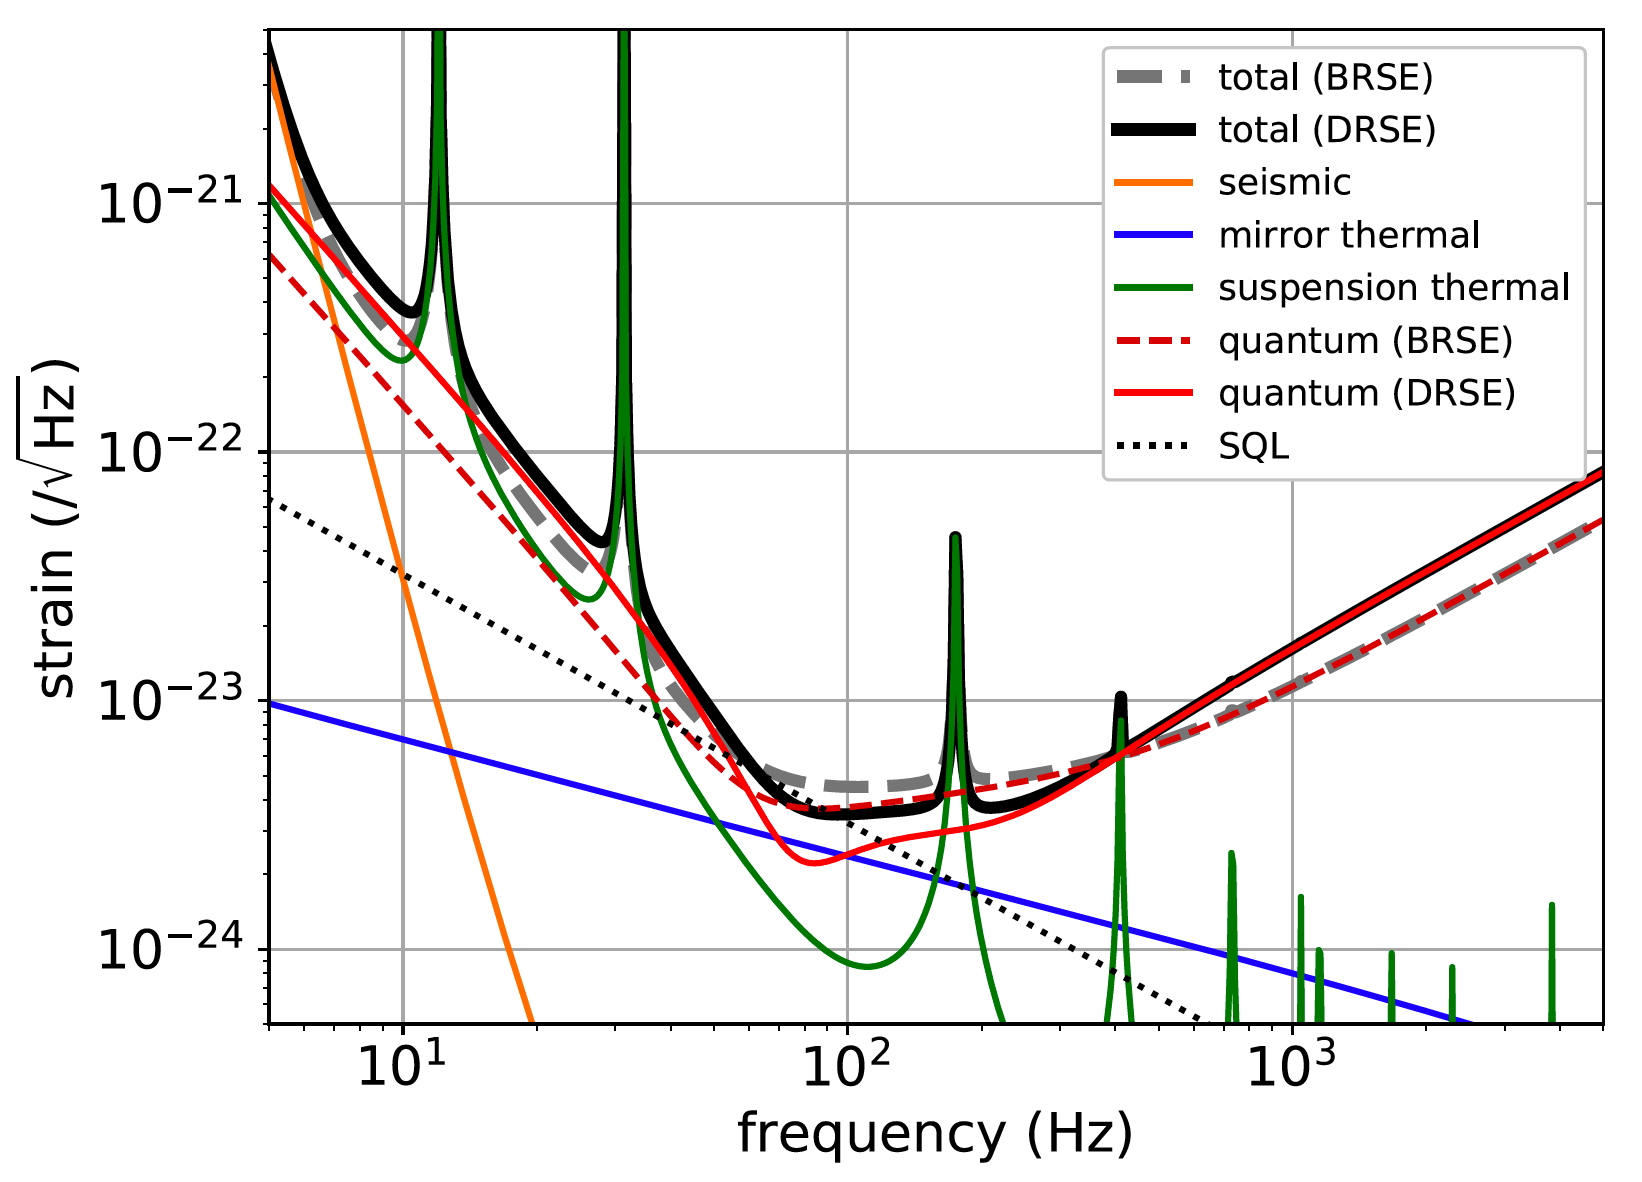 strain (/√Hz)
10⁻²¹
10⁻²²
10⁻²³
10⁻²⁴
total (BRSE)
total (DRSE)
seismic
mirror thermal
suspension thermal
quantum (BRSE)
quantum (DRSE)
SQL
10¹
10²
10³
frequency (Hz)